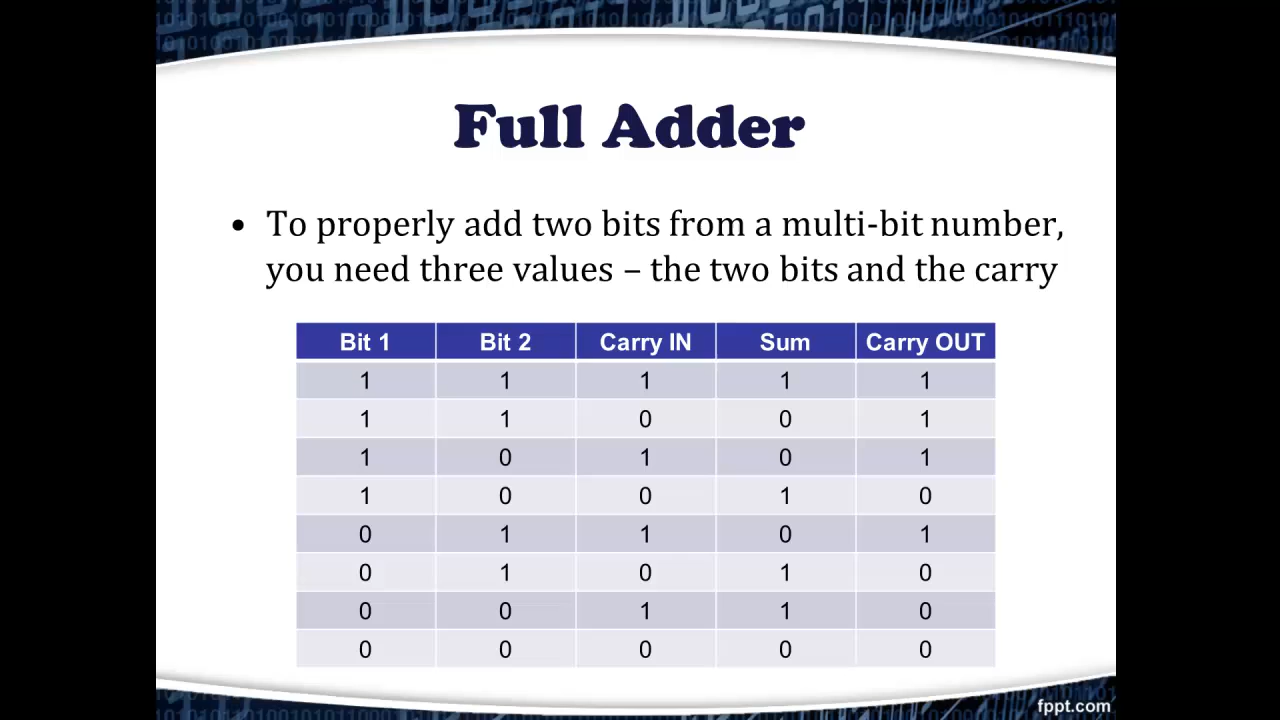 Full Adder
• To properly add two bits from a multi-bit number,
you need three values – the two bits and the carry
Bit 1 Bit 2 Carry IN Sum Carry OUT
1 1 1 1 1
1 1 0 0 1
1 0 1 0 1
1 0 0 1 0
0 1 1 0 1
0 1 0 1 0
0 0 1 1 0
0 0 0 0 0
fppt.com